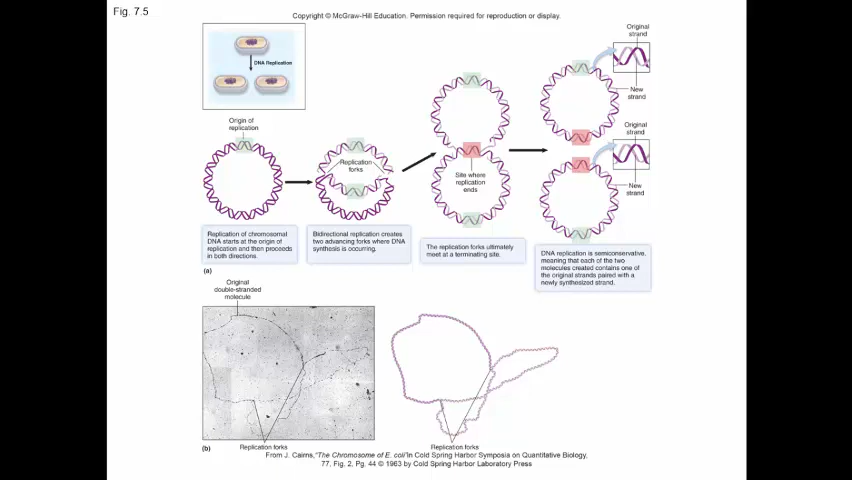 Fig. 7.5
Copyright © McGraw-Hill Education. Permission required for reproduction or display.
DNA Replication
Original
strand
New
strand
Original
strand
New
strand
Origin of
replication
Replication
forks
Site where
replication
ends
Replication of chromosomal
DNA starts at the origin of
replication and then proceeds
in both directions.
Bidirectional replication creates
two advancing forks where DNA
synthesis is occurring.
The replication forks ultimately
meet at a terminating site.
DNA replication is semiconservative,
meaning that each of the two
molecules created contains one of
the original strands paired with a
newly synthesized strand.
(a)
Original
double-stranded
molecule
(b)
Replication forks
Replication forks
From J. Cairns,"The Chromosome of E. coli"in Cold Spring Harbor Symposia on Quantitative Biology,
77, Fig. 2, Pg. 44 © 1963 by Cold Spring Harbor Laboratory Press